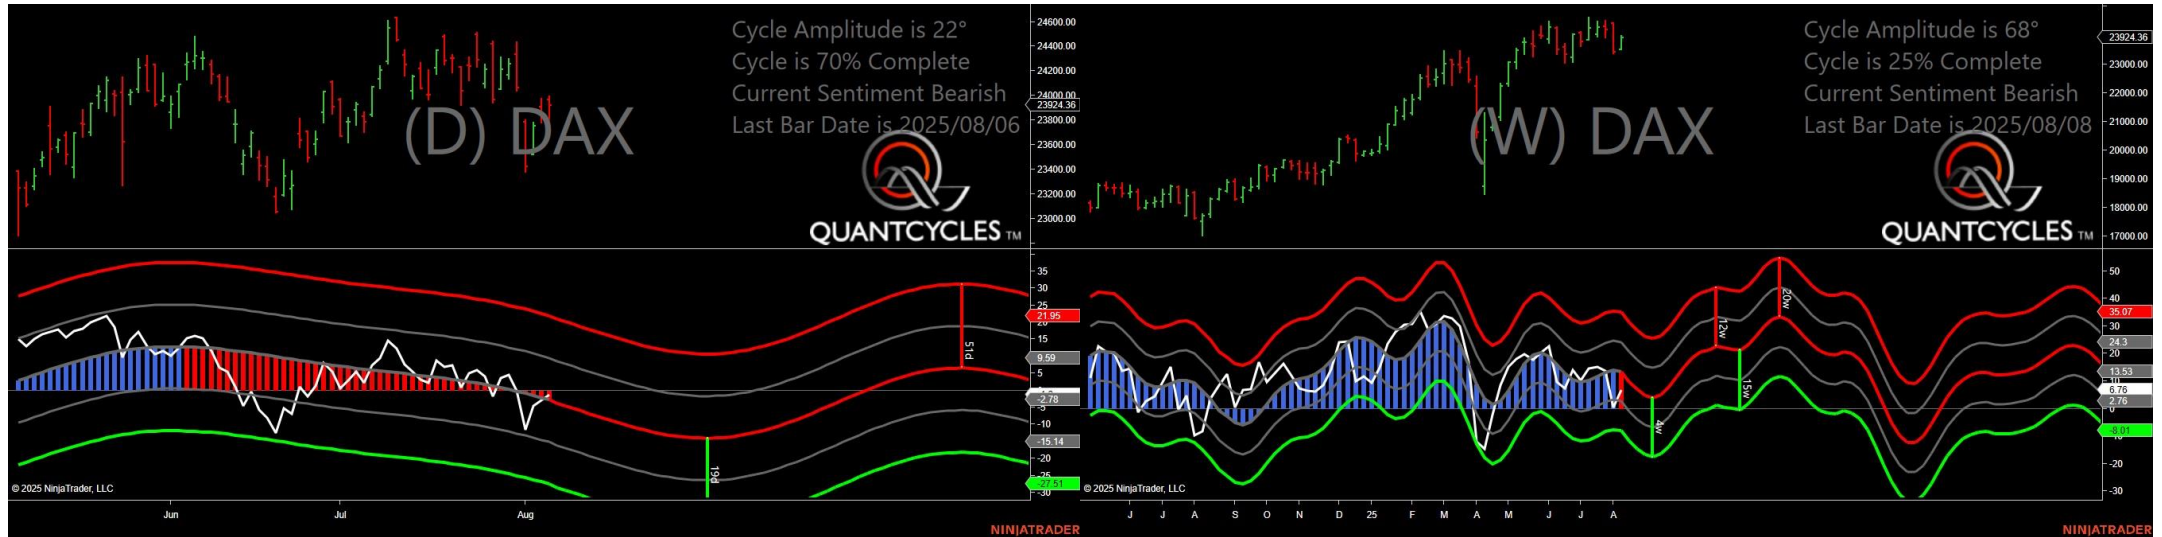 Cycle Amplitude is 22°
Cycle is 70% Complete
Current Sentiment Bearish
Last Bar Date is 2025/08/06
(D) DAX
QUANTCYCLES TM
24600.00
24400.00
24200.00
24000.00
23924.36
23800.00
23600.00
23400.00
23200.00
23000.00
35
30
25
21.95
15
9.59
5
-2.78
-5
-10
-15.14
-20
-27.51
-30
51d
19d
© 2025 NinjaTrader, LLC
Jun Jul Aug
NINJATRADER
Cycle Amplitude is 68°
Cycle is 25% Complete
Current Sentiment Bearish
Last Bar Date is 2025/08/08
(W) DAX
QUANTCYCLES TM
23924.36
23000.00
22000.00
21000.00
20000.00
19000.00
18000.00
17000.00
50
40
35.07
30
24.3
20
13.53
6.76
2.76
0
-8.01
-20
-30
12w
20w
15w
4w
© 2025 NinjaTrader, LLC
J J A S O N D 25 F M A M J J A
NINJATRADER